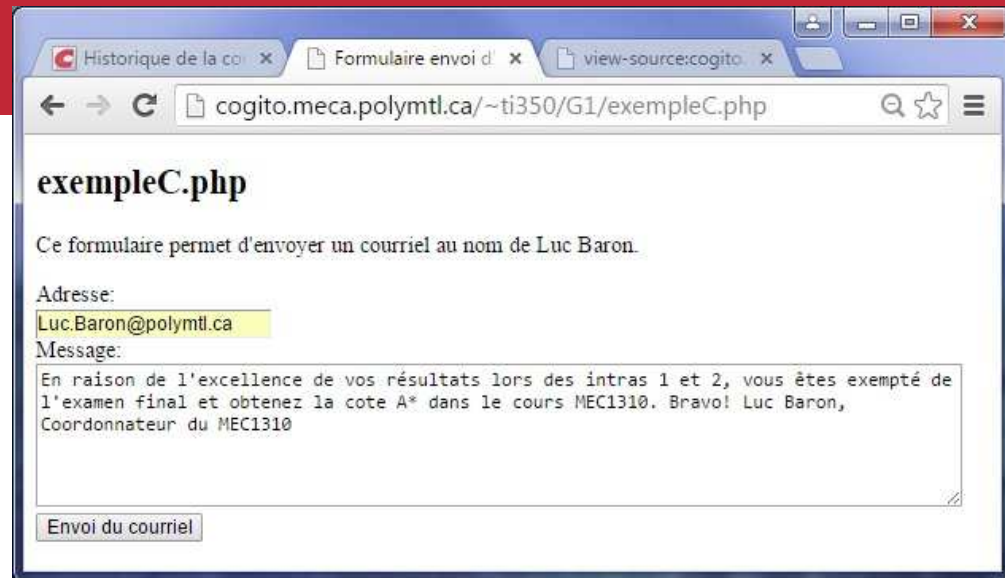 Historique de la co
Formulaire envoi d'
view-source:cogito.
cogito.meca.polymtl.ca/~ti350/G1/exempleC.php
exempleC.php
Ce formulaire permet d'envoyer un courriel au nom de Luc Baron.
Adresse:
Luc.Baron@polymtl.ca
Message:
En raison de l'excellence de vos résultats lors des intras 1 et 2, vous êtes exempté de
l'examen final et obtenez la cote A* dans le cours MEC1310. Bravo! Luc Baron,
Coordonnateur du MEC1310
Envoi du courriel